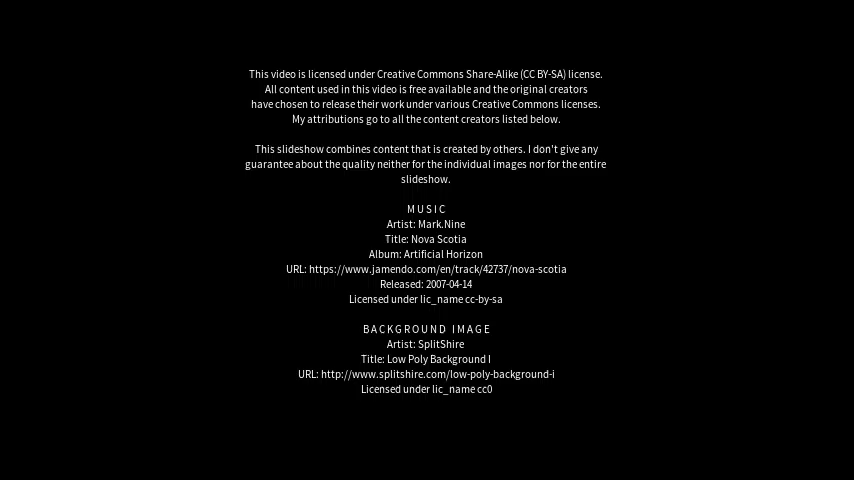 This video is licensed under Creative Commons Share-Alike (CC BY-SA) license.
All content used in this video is free available and the original creators
have chosen to release their work under various Creative Commons licenses.
My attributions go to all the content creators listed below.
This slideshow combines content that is created by others. I don't give any
guarantee about the quality neither for the individual images nor for the entire
slideshow.
MUSIC
Artist: Mark.Nine
Title: Nova Scotia
Album: Artificial Horizon
URL: https://www.jamendo.com/en/track/42737/nova-scotia
Released: 2007-04-14
Licensed under lic_name cc-by-sa
BACKGROUND IMAGE
Artist: SplitShire
Title: Low Poly Background I
URL: http://www.splitshire.com/low-poly-background-i
Licensed under lic_name cc0